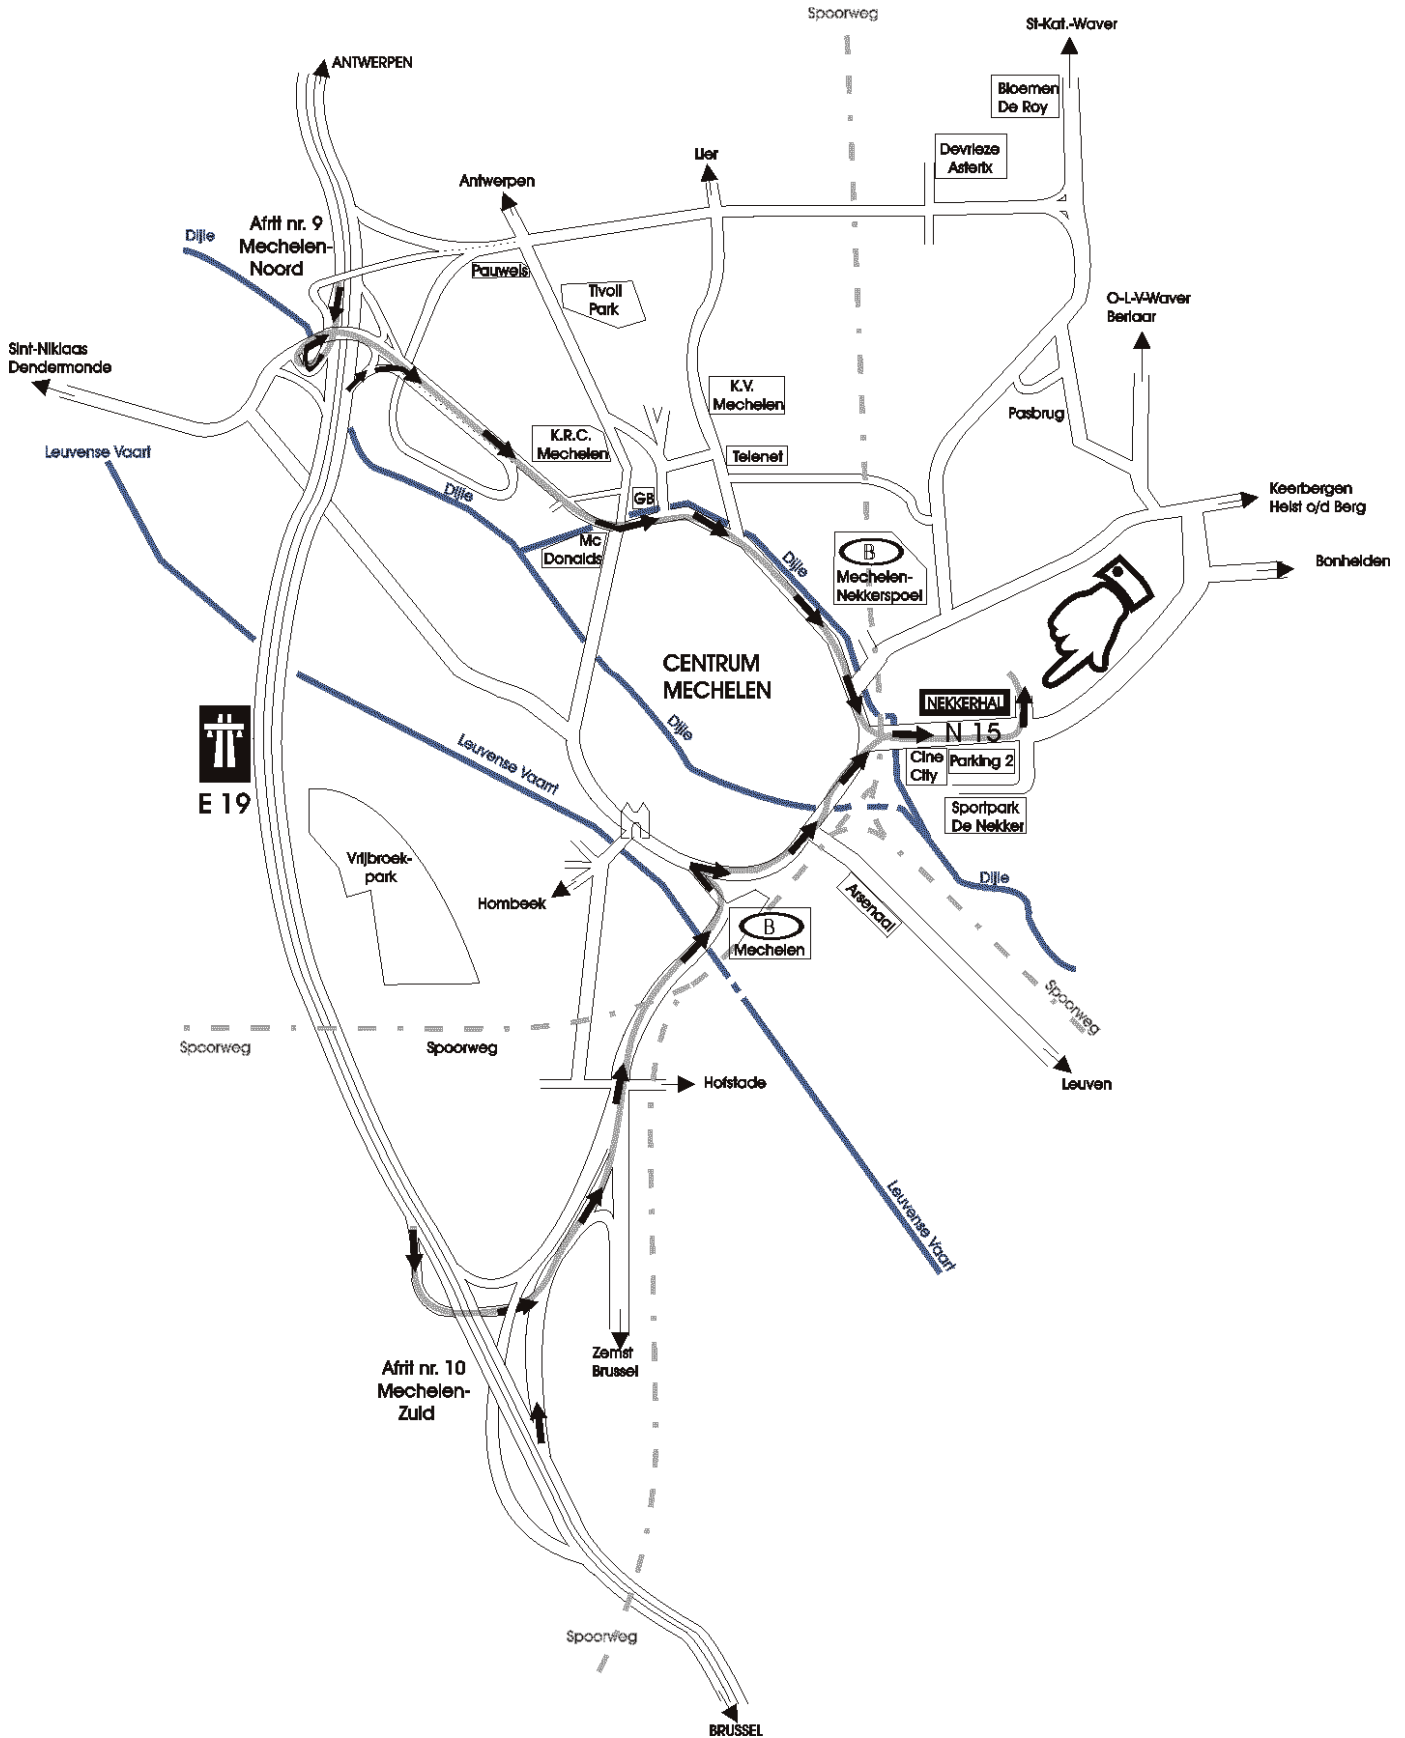 Spoorweg
St-Kat.-Waver
ANTWERPEN
Bloemen
De Roy
Devrieze
Asterix
Lier
Antwerpen
Afrit nr. 9
Mechelen-
Noord
Dijle
Pauwels
Tivoli
Park
O-L-V-Waver
Berlaar
Sint-Niklaas
Dendermonde
K.V.
Mechelen
Pasbrug
K.R.C.
Mechelen
Telenet
Leuvense Vaart
Dijle
GB
Keerbergen
Heist o/d Berg
Mc
Donalds
Dijle
B
Mechelen-
Nekkerspoel
Bonheiden
CENTRUM
MECHELEN
NEKKERHAL
N 15
Dijle
Leuvense Vaart
Cine
City
Parking 2
E 19
Sportpark
De Nekker
Vrijbroek-
park
Dijle
Hombeek
Arsenaal
B
Mechelen
Spoorweg
Spoorweg
Spoorweg
Hofstade
Leuven
Leuvense Vaart
Zemst
Brussel
Afrit nr. 10
Mechelen-
Zuid
Spoorweg
BRUSSEL